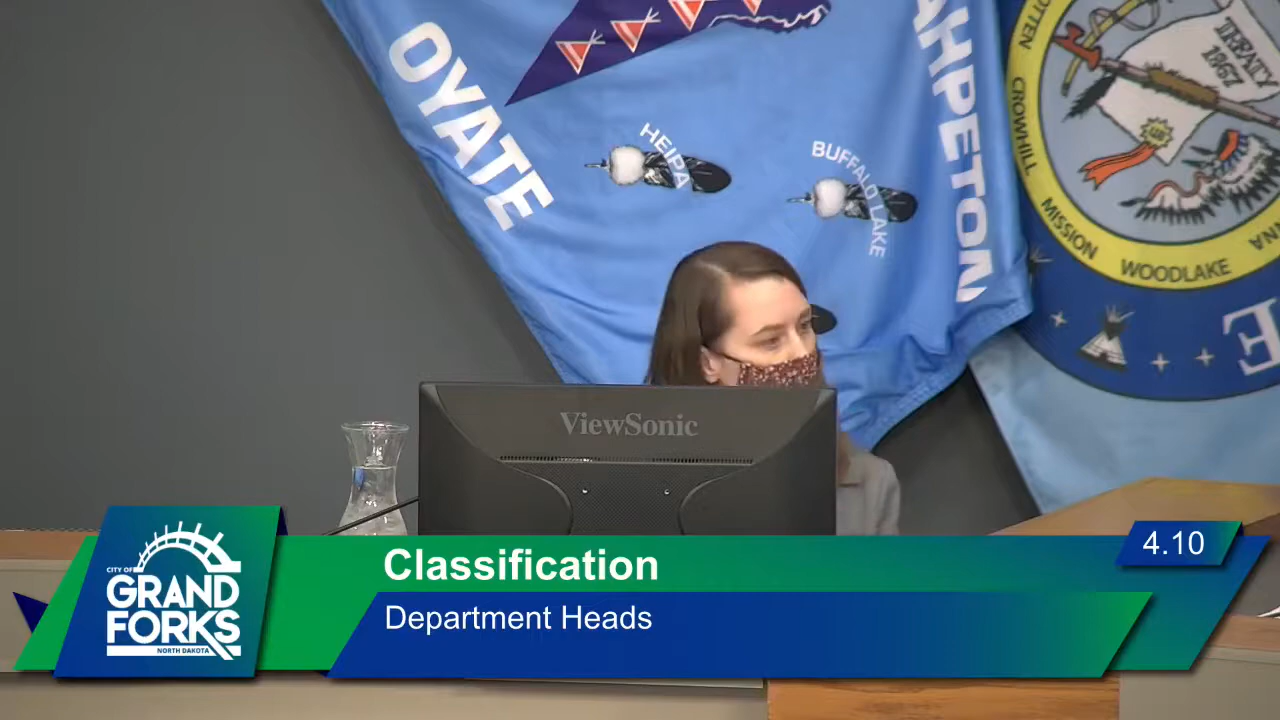 OYATE
HEIPA
BUFFALO LAKE
AHPETON
TREATY
1867
CROWHILL
MISSION
WOODLAKE
E
ViewSonic
4.10
Classification
Department Heads
CITY OF
GRAND
FORKS
NORTH DAKOTA